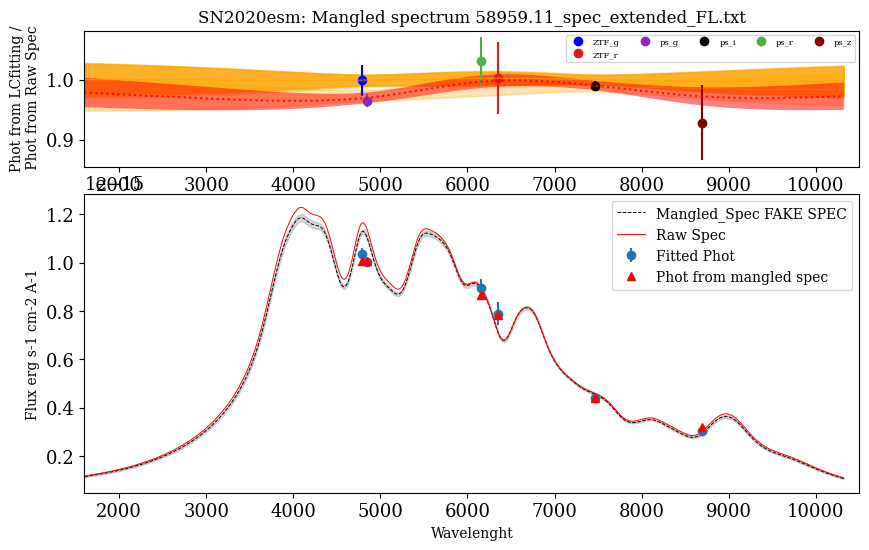 SN2020esm: Mangled spectrum 58959.11_spec_extended_FL.txt
Phot from LCfitting /
Phot from Raw Spec
1.0
0.9
ZTF_g
ps_g
ps_i
ps_r
ps_z
ZTF_r
2000 3000 4000 5000 6000 7000 8000 9000 10000
1e−15
Flux erg s-1 cm-2 A-1
1.2
1.0
0.8
0.6
0.4
0.2
Mangled_Spec FAKE SPEC
Raw Spec
Fitted Phot
Phot from mangled spec
2000 3000 4000 5000 6000 7000 8000 9000 10000
Wavelenght